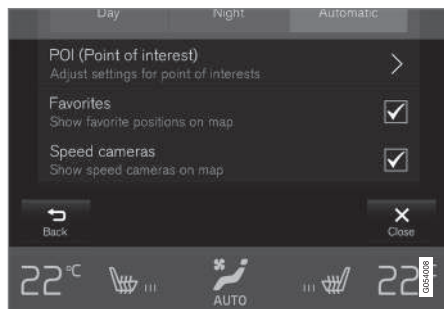 Day Night Automatic
POI (Point of interest)
Adjust settings for point of interests
Favorites
Show favorite positions on map
Speed cameras
Show speed cameras on map
Back Close
22°C AUTO 22°
G054008